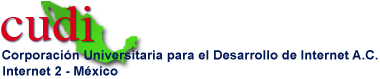 cudi
Corporación Universitaria para el Desarrollo de Internet A.C.
Internet 2 - México